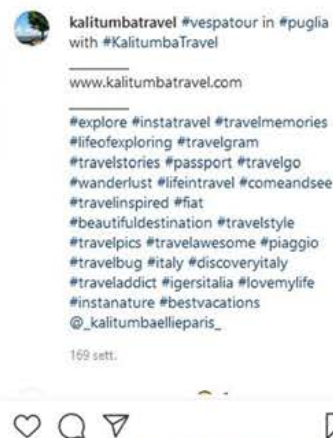 kalitumbatravel #vespatour in #puglia
with #KalitumbaTravel
www.kalitumbatravel.com
#explore #instatravel #travelmemories
#lifeofexploring #travelgram
#travelstories #passport #travelgo
#wanderlust #lifeintravel #comeandsee
#travelinspired #fiat
#beautifuldestination #travelstyle
#travelpics #travelawesome #piaggio
#travelbug #italy #discoveryitaly
#traveladdict #igersitalia #lovemylife
#instanature #bestvacations
@_kalitumbaellieparis_
169 sett.